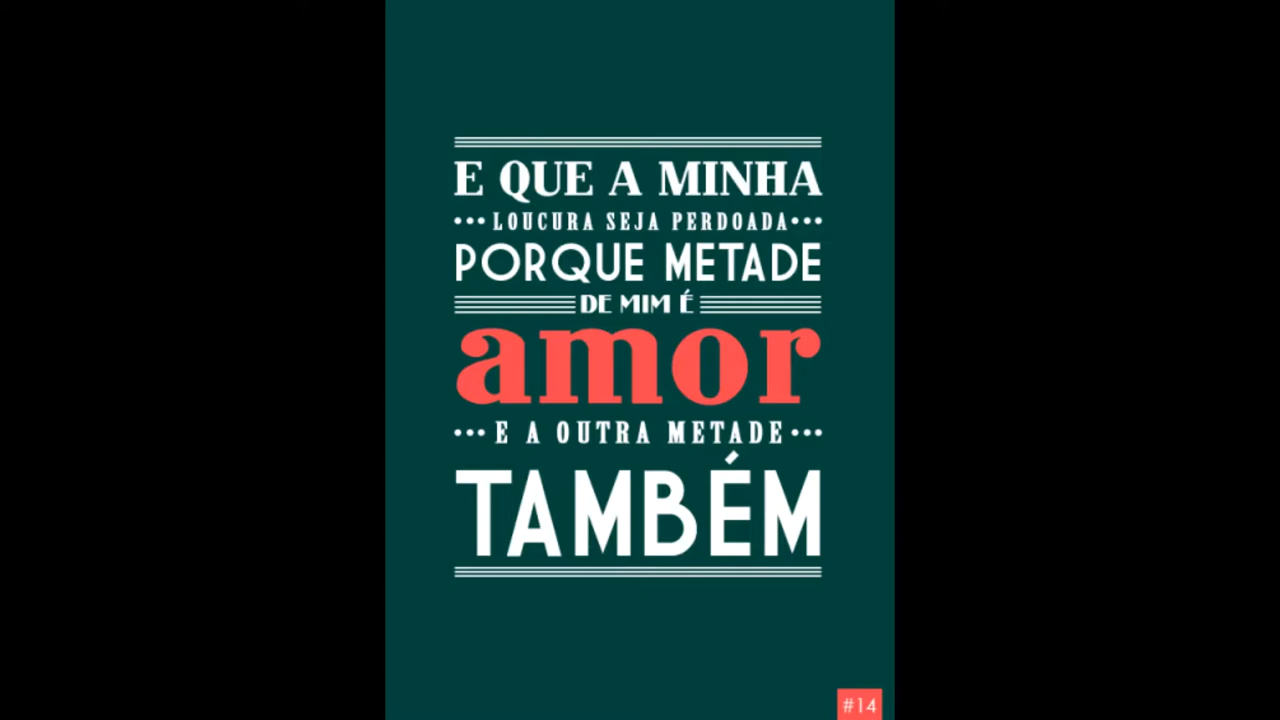 E QUE A MINHA
LOUCURA SEJA PERDOADA
PORQUE METADE
DE MIM É
amor
E A OUTRA METADE
TAMBÉM
#14